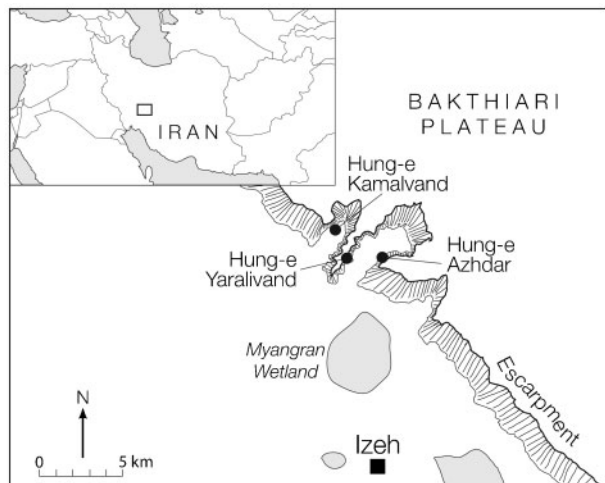 IRAN
BAKTHIARI
PLATEAU
Hung-e
Kamalvand
Hung-e
Yaralivand
Hung-e
Azhdar
Myangran
Wetland
Escarpment
N
0 5 km
Izeh